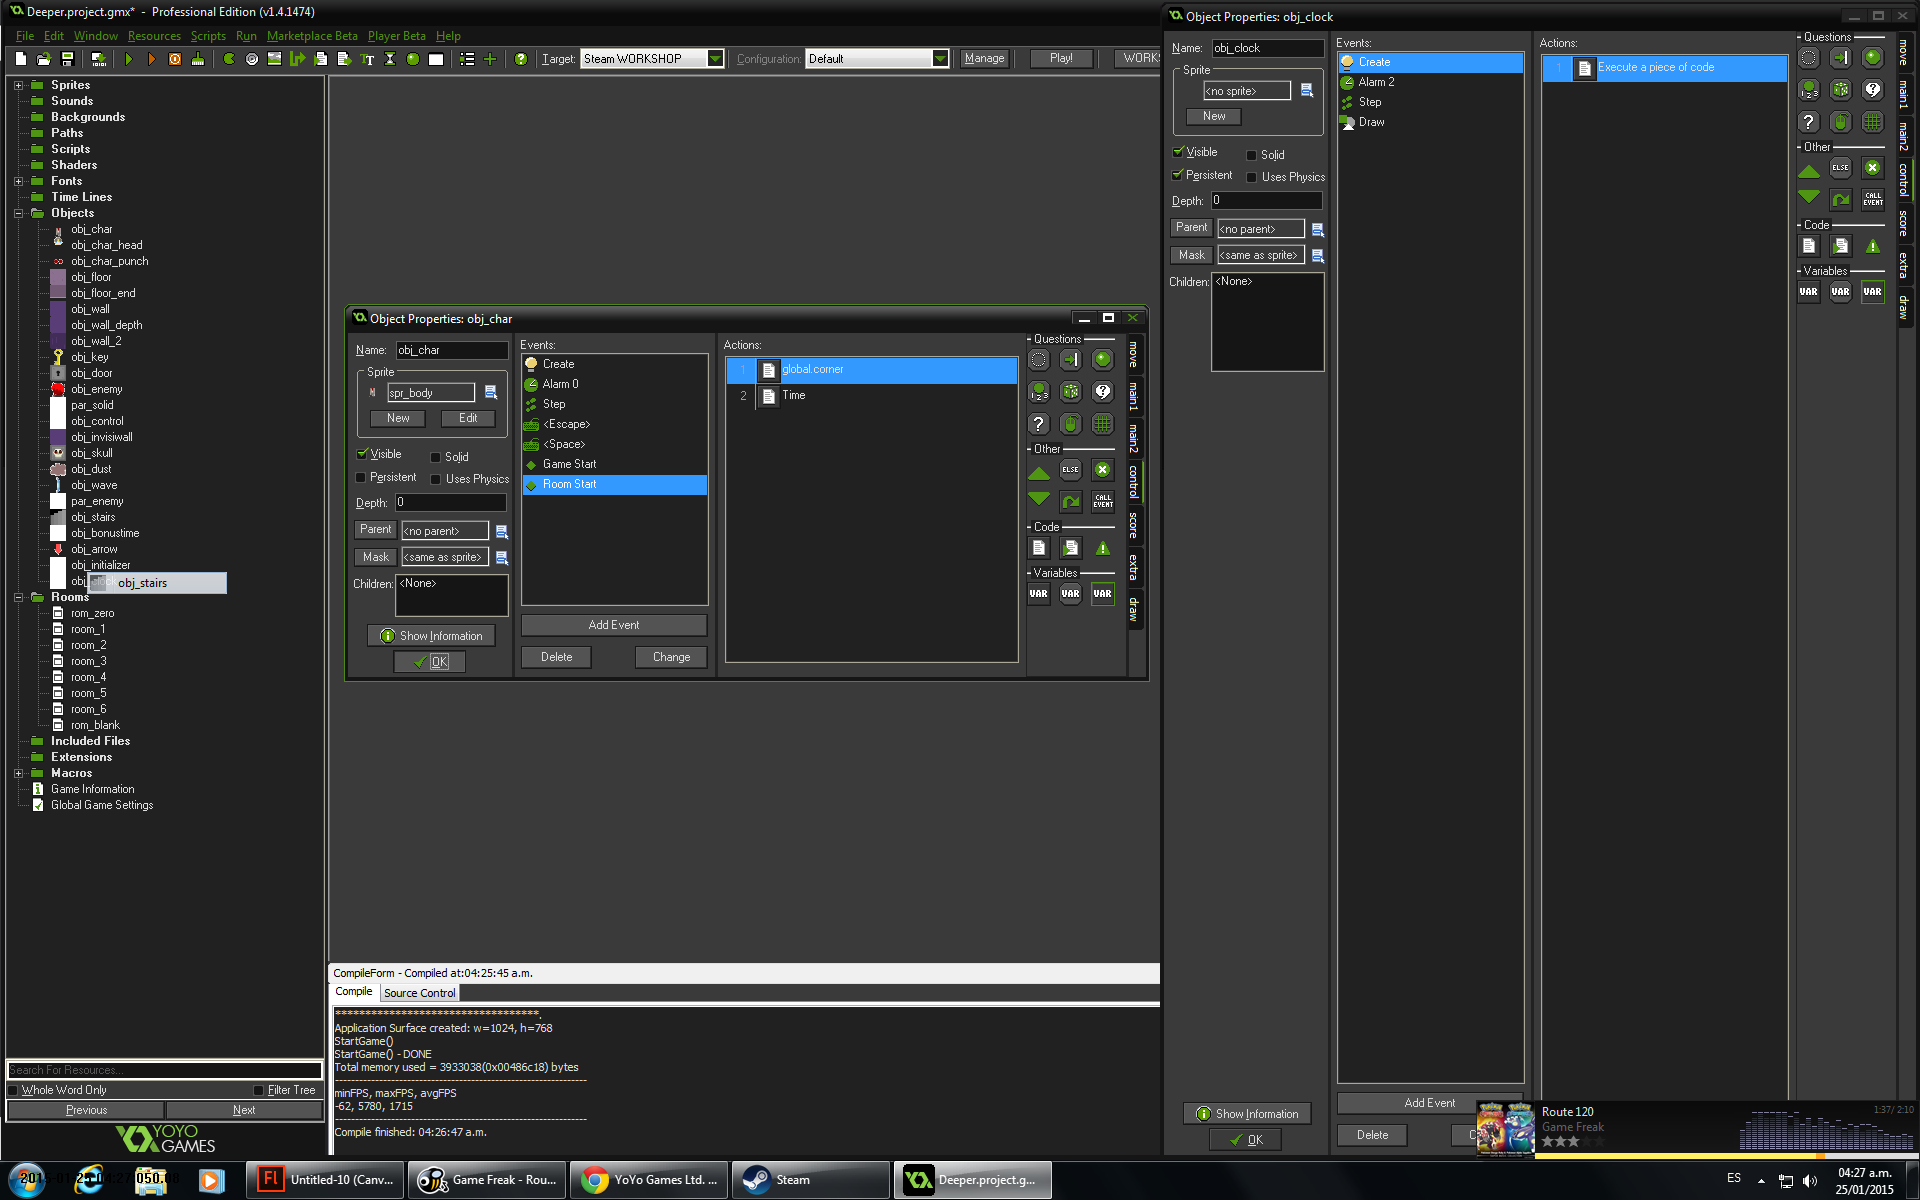 Deeper.project.gmx* - Professional Edition (v1.4.1474)
File Edit Window Resources Scripts Run Marketplace Beta Player Beta Help
Target: Steam WORKSHOP Configuration: Default Manage Play! WORKS
Sprites
Sounds
Backgrounds
Paths
Scripts
Shaders
Fonts
Time Lines
Objects
obj_char
obj_char_head
obj_char_punch
obj_floor
obj_floor_end
obj_wall
obj_wall_depth
obj_wall_2
obj_key
obj_door
obj_enemy
par_solid
obj_control
obj_invisiwall
obj_skull
obj_dust
obj_wave
par_enemy
obj_stairs
obj_bonustime
obj_arrow
obj_initializer
obj_stairs
Rooms
rom_zero
room_1
room_2
room_3
room_4
room_5
room_6
rom_blank
Included Files
Extensions
Macros
Game Information
Global Game Settings
Search For Resources...
Whole Word Only Filter Tree
Previous Next
YOYO
GAMES
Object Properties: obj_char
Name: obj_char
Sprite
spr_body
New Edit
Visible Solid
Persistent Uses Physics
Depth: 0
Parent <no parent>
Mask <same as sprite>
Children: <None>
Show Information
OK
Events:
Create
Alarm 0
Step
<Escape>
<Space>
Game Start
Room Start
Add Event
Delete Change
Actions:
1 global.corner
2 Time
Questions
Other
ELSE
CALL EVENT
Code
Variables
VAR VAR VAR
move
main1
main2
control
score
extra
draw
CompileForm - Compiled at:04:25:45 a.m.
Compile Source Control
***********************************.
Application Surface created: w=1024, h=768
StartGame()
StartGame() - DONE
Total memory used = 3933038(0x00486c18) bytes
minFPS, maxFPS, avgFPS
-62, 5780, 1715
Compile finished: 04:26:47 a.m.
Object Properties: obj_clock
Name: obj_clock
Sprite
<no sprite>
New
Visible Solid
Persistent Uses Physics
Depth: 0
Parent <no parent>
Mask <same as sprite>
Children: <None>
Show Information
OK
Events:
Create
Alarm 2
Step
Draw
Add Event
Delete C
Actions:
1 Execute a piece of code
Questions
Other
ELSE
CALL EVENT
Code
Variables
VAR VAR VAR
move
main1
main2
control
score
extra
draw
Route 120
Game Freak
1:37/ 2:10
Untitled-10 (Canv...
Game Freak - Rou...
YoYo Games Ltd. ...
Steam
Deeper.project.g...
ES
04:27 a.m.
25/01/2015